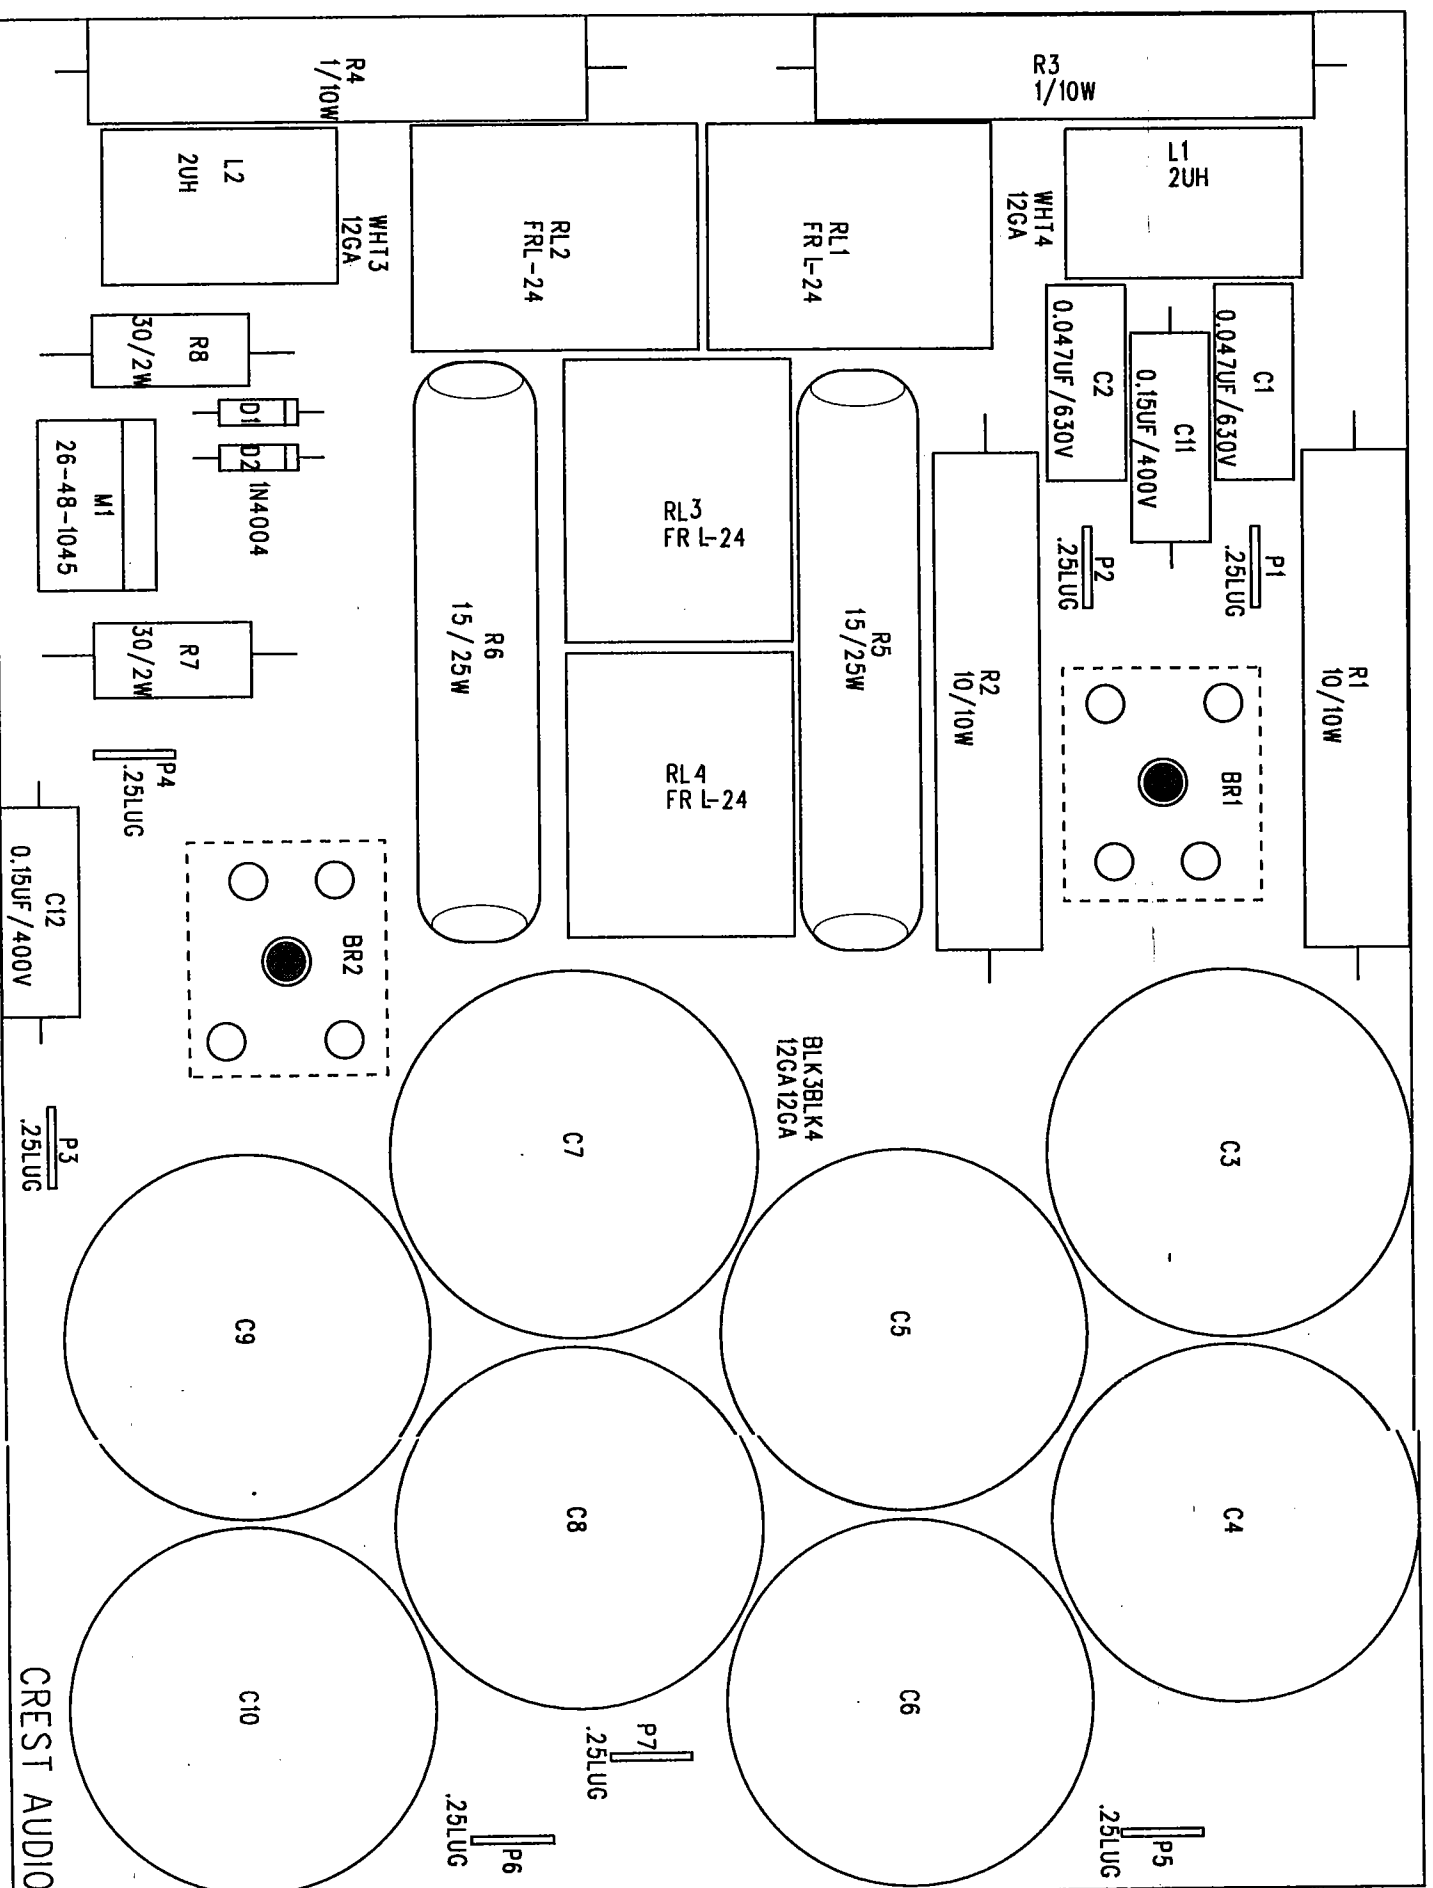 R4
1/10W
R3
1/10W
L2
2UH
WHT3
12GA
RL2
FRL-24
RL1
FRL-24
WHT4
12GA
L1
2UH
R8
30/2W
D1
D2
1N4004
M1
26-48-1045
R7
30/2W
P4
.25LUG
R6
15/25W
RL3
FRL-24
RL4
FRL-24
R5
15/25W
R2
10/10W
C2
0.047UF/630V
C11
0.15UF/400V
C1
0.047UF/630V
P2
.25LUG
P1
.25LUG
BR1
R1
10/10W
C12
0.15UF/400V
BR2
P3
.25LUG
BLK3BLK4
12GA12GA
C7
C3
C9
C5
C8
C4
C10
C6
P7
.25LUG
P6
.25LUG
P5
.25LUG
CREST AUDIO